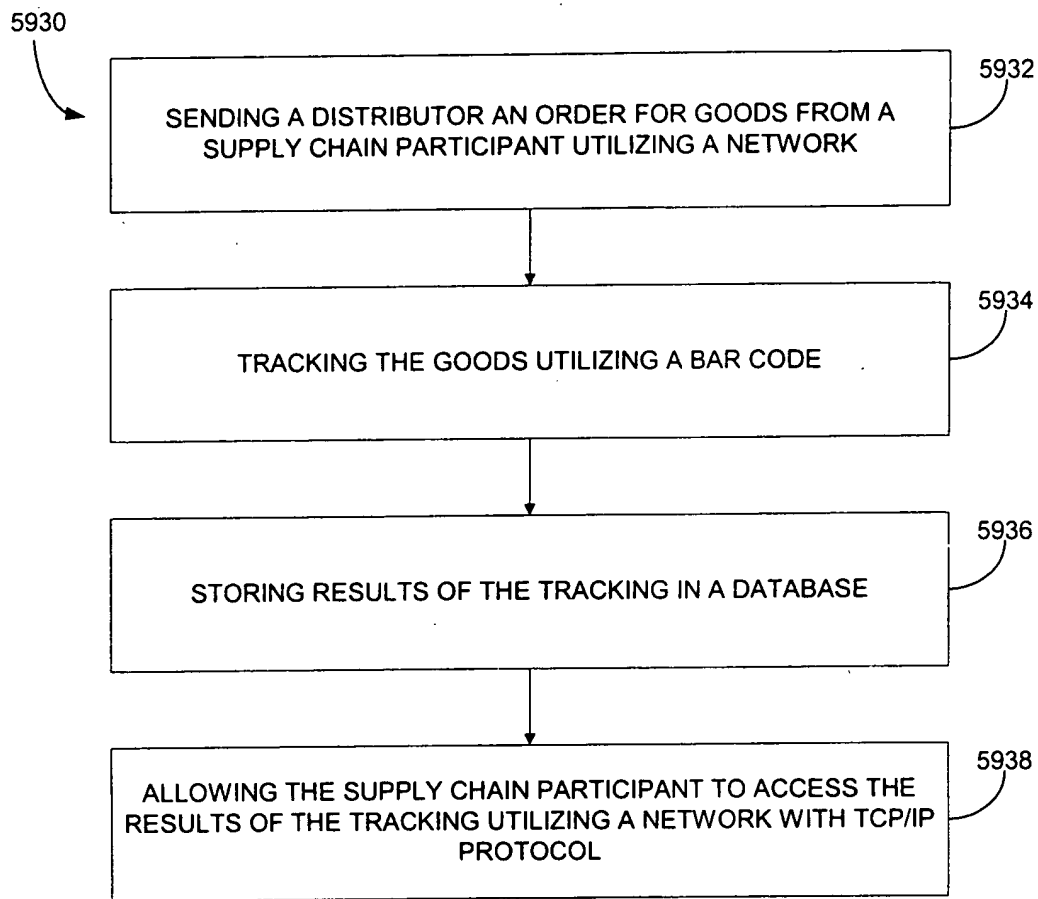 5930
5932
SENDING A DISTRIBUTOR AN ORDER FOR GOODS FROM A
SUPPLY CHAIN PARTICIPANT UTILIZING A NETWORK
5934
TRACKING THE GOODS UTILIZING A BAR CODE
5936
STORING RESULTS OF THE TRACKING IN A DATABASE
5938
ALLOWING THE SUPPLY CHAIN PARTICIPANT TO ACCESS THE
RESULTS OF THE TRACKING UTILIZING A NETWORK WITH TCP/IP
PROTOCOL